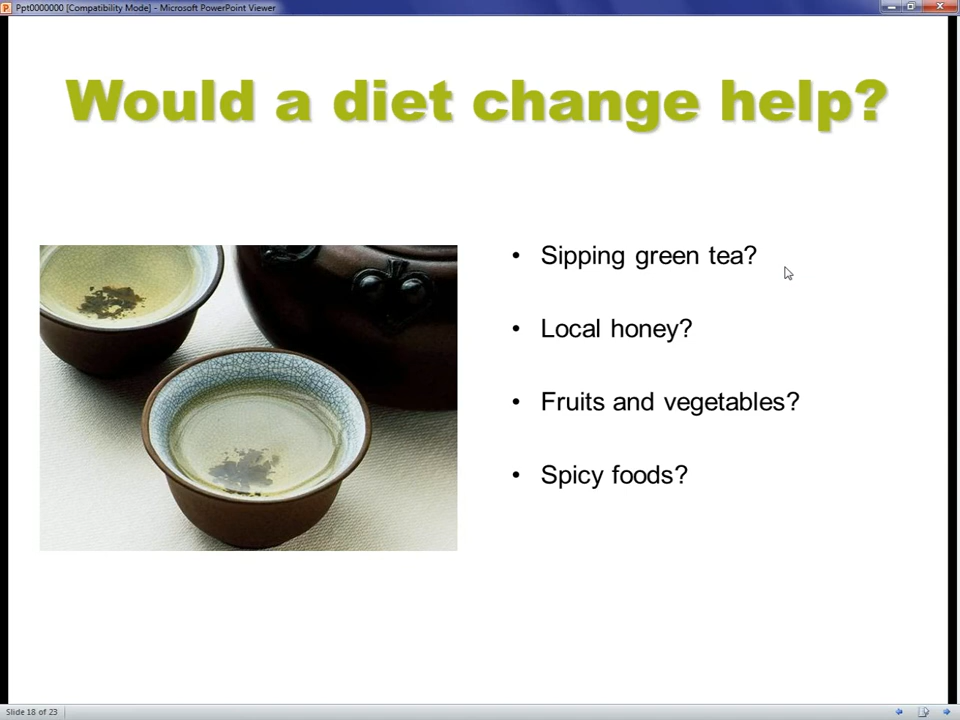 Ppt0000000 [Compatibility Mode] - Microsoft PowerPoint Viewer
Would a diet change help?
• Sipping green tea?
• Local honey?
• Fruits and vegetables?
• Spicy foods?
Slide 18 of 23